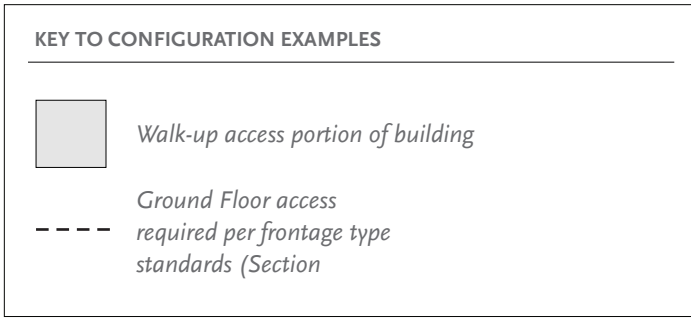 KEY TO CONFIGURATION EXAMPLES
Walk-up access portion of building
Ground Floor access
required per frontage type
standards (Section